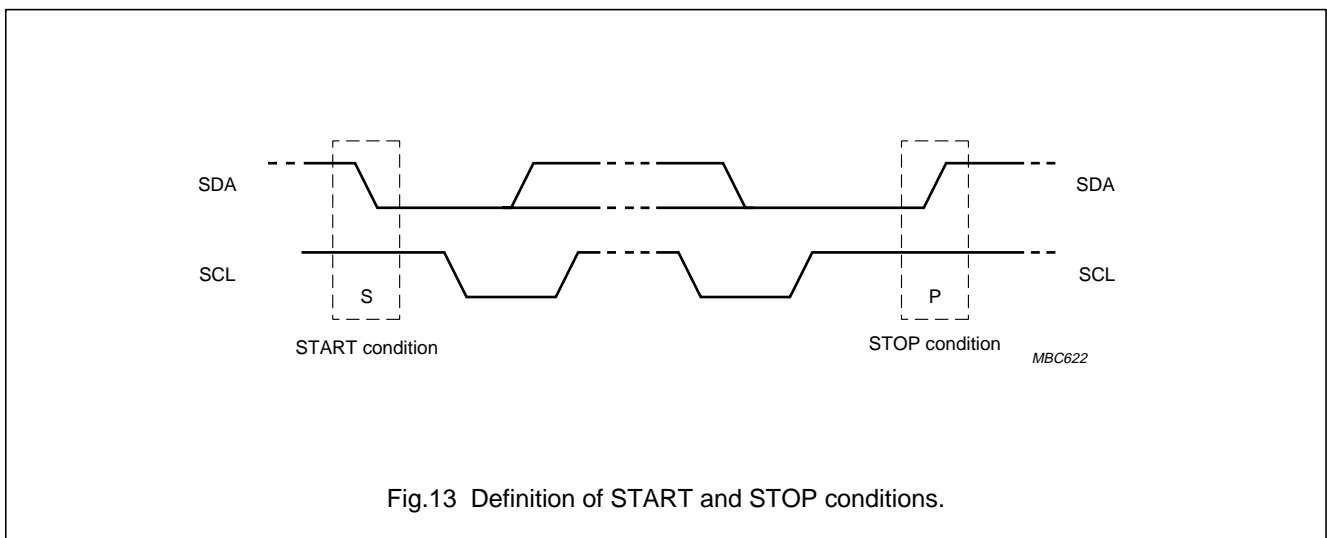 SDA
SDA
SCL
SCL
S
P
START condition
STOP condition
MBC622
Fig.13 Definition of START and STOP conditions.